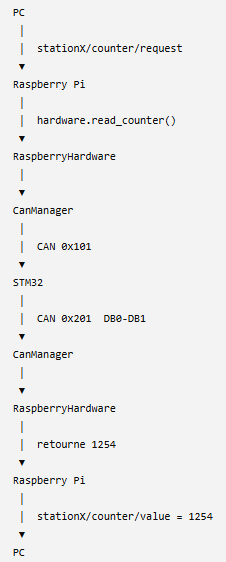 PC
stationX/counter/request
Raspberry Pi
hardware.read_counter()
RaspberryHardware
CanManager
CAN 0x101
STM32
CAN 0x201  DB0-DB1
CanManager
RaspberryHardware
retourne 1254
Raspberry Pi
stationX/counter/value = 1254
PC